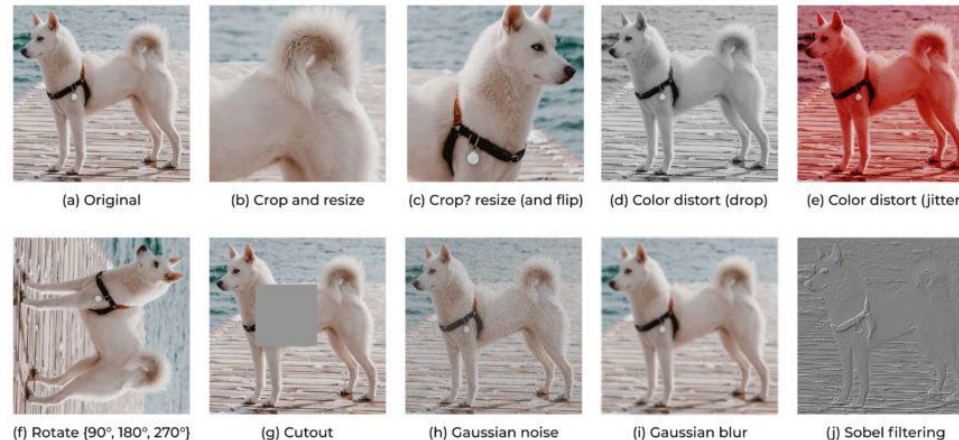 (a) Original
(b) Crop and resize
(c) Crop? resize (and flip)
(d) Color distort (drop)
(e) Color distort (jitter
(f) Rotate {90°, 180°, 270°}
(g) Cutout
(h) Gaussian noise
(i) Gaussian blur
(j) Sobel filtering